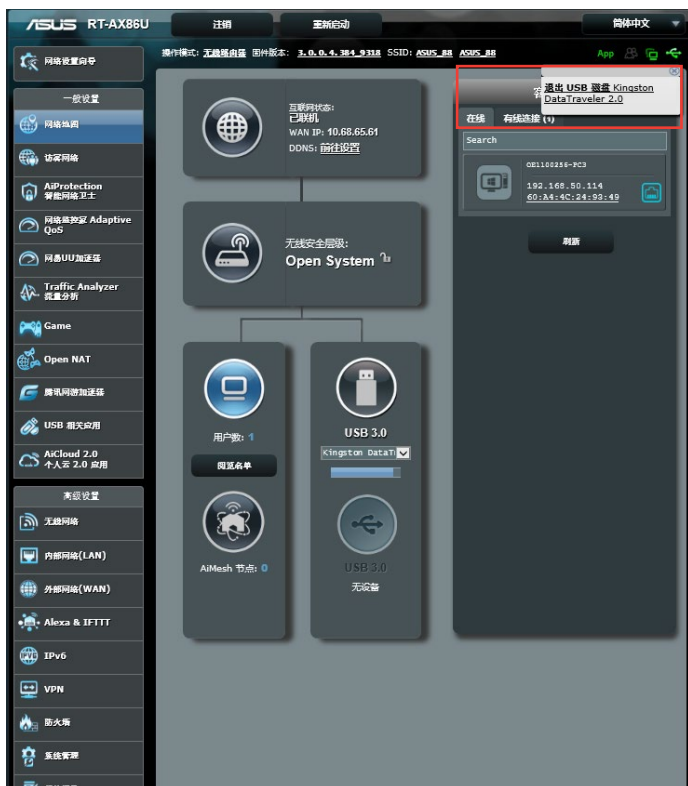 ASUS RT-AX86U
注销
重新启动
简体中文
操作模式: 无线路由器 固件版本: 3.0.0.4.384_9318 SSID: ASUS_88 ASUS_88
App
网络设置向导
一般设置
网络地图
访客网络
AiProtection
智能网络卫士
网络监控家 Adaptive
QoS
网易UU加速器
Traffic Analyzer
流量分析
Game
Open NAT
腾讯网游加速器
USB 相关应用
AiCloud 2.0
个人云 2.0 应用
高级设置
无线网络
内部网络(LAN)
外部网络(WAN)
Alexa & IFTTT
IPv6
VPN
防火墙
系统管理
互联网状态:
已联机
WAN IP: 10.68.65.61
DDNS: 前往设置
无线安全层级:
Open System
用户数: 1
阅览名单
AiMesh 节点: 0
USB 3.0
Kingston DataT
USB 3.0
无设备
退出 USB 磁盘 Kingston
DataTraveler 2.0
在线
有线连接 (1)
Search
OE1100256-PC3
192.168.50.114
60:A4:4C:24:93:49
刷新